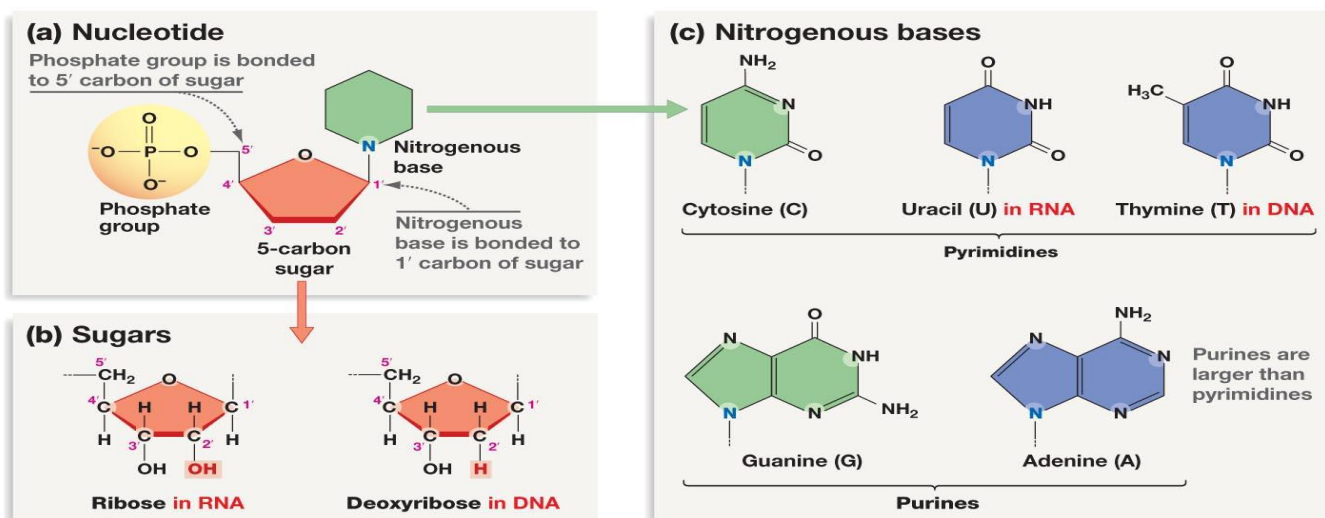 (a) Nucleotide
Phosphate group is bonded
to 5′ carbon of sugar
O
⁻O P O
O⁻
Phosphate
group
5′
4′
O
1′
3′
2′
5-carbon
sugar
N
Nitrogenous
base
Nitrogenous
base is bonded to
1′ carbon of sugar
(b) Sugars
5′
CH₂
O
4′
C H H C 1′
H C C H
3′ 2′
OH OH
Ribose in RNA
5′
CH₂
O
4′
C H H C 1′
H C C H
3′ 2′
OH H
Deoxyribose in DNA
(c) Nitrogenous bases
NH₂
N
N O
Cytosine (C)
O
NH
N O
Uracil (U) in RNA
O
H₃C
NH
N O
Thymine (T) in DNA
Pyrimidines
O
N NH
N N NH₂
Guanine (G)
NH₂
N N
N N
Adenine (A)
Purines are
larger than
pyrimidines
Purines